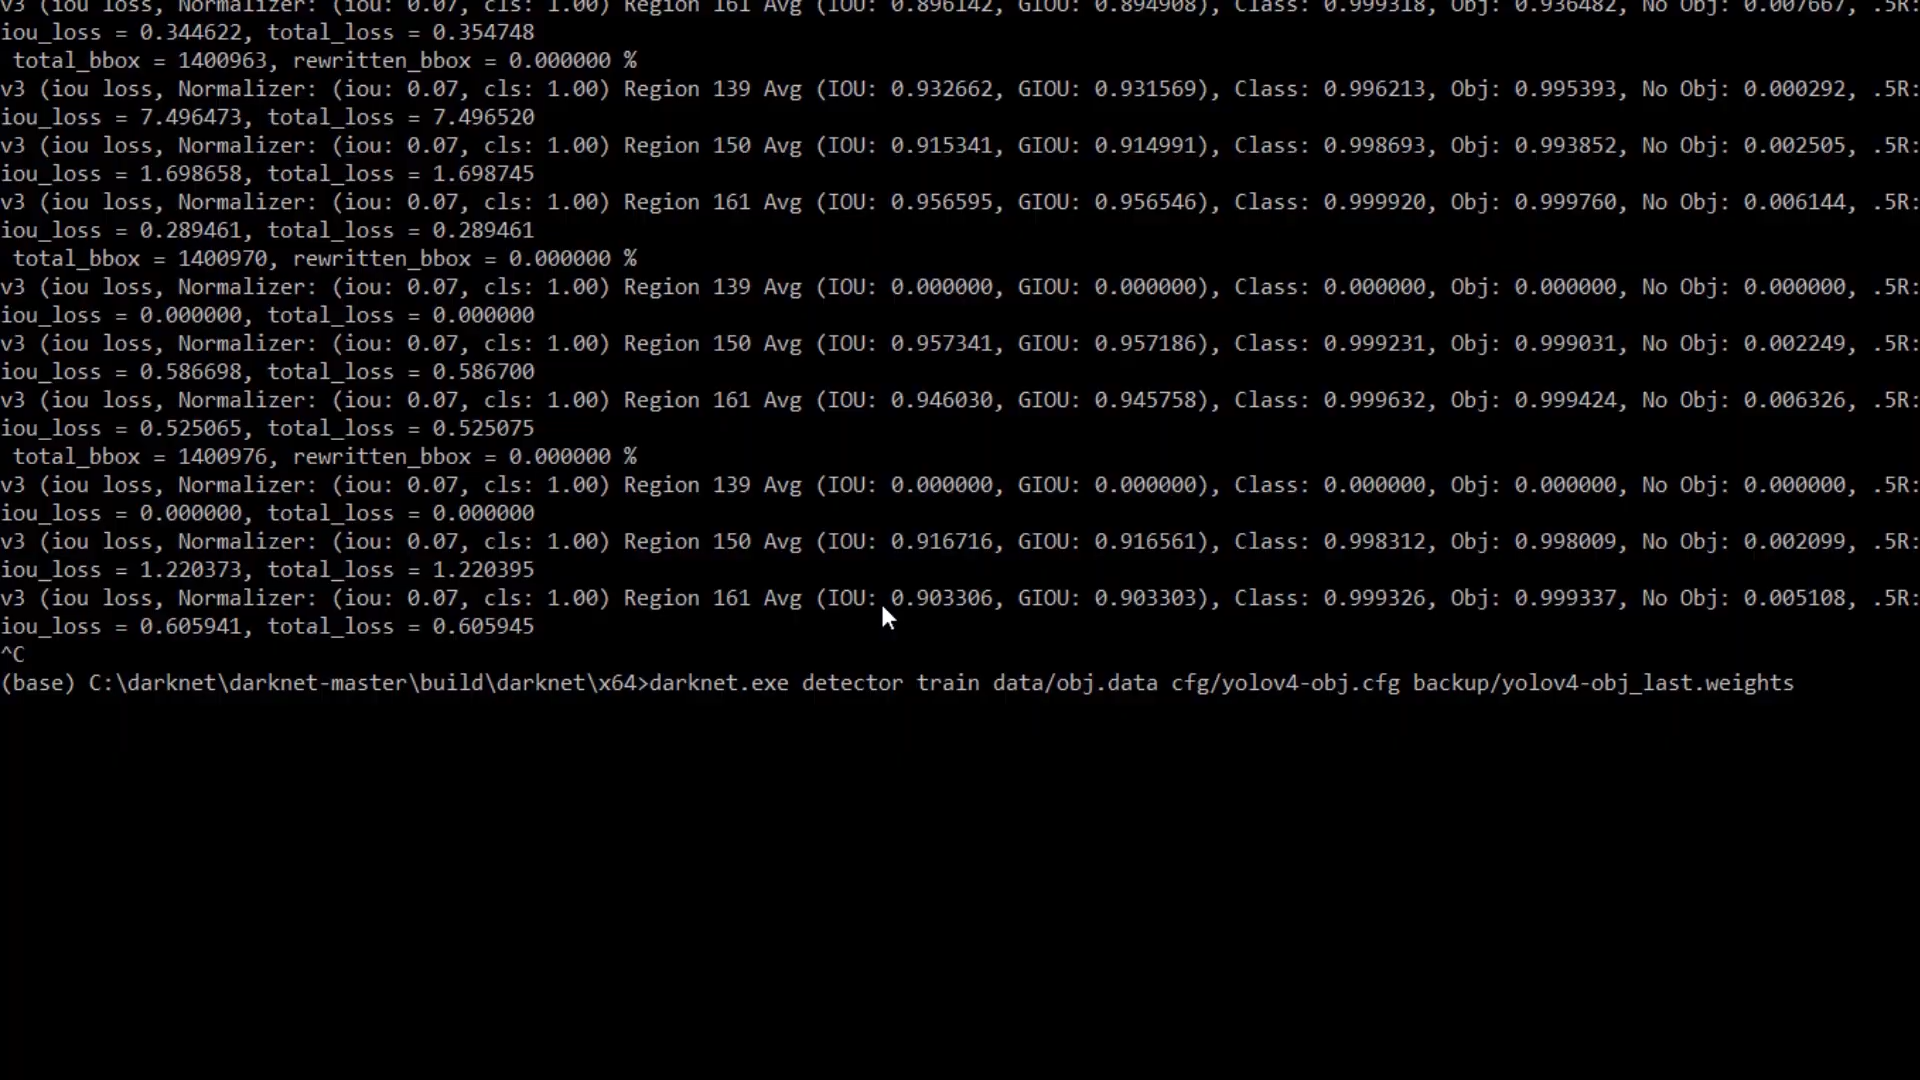 v3 (iou loss, Normalizer: (iou: 0.07, cls: 1.00) Region 161 Avg (IOU: 0.896142, GIOU: 0.894908), Class: 0.999318, Obj: 0.936482, No Obj: 0.007667, .5R:
iou_loss = 0.344622, total_loss = 0.354748
total_bbox = 1400963, rewritten_bbox = 0.000000 %
v3 (iou loss, Normalizer: (iou: 0.07, cls: 1.00) Region 139 Avg (IOU: 0.932662, GIOU: 0.931569), Class: 0.996213, Obj: 0.995393, No Obj: 0.000292, .5R:
iou_loss = 7.496473, total_loss = 7.496520
v3 (iou loss, Normalizer: (iou: 0.07, cls: 1.00) Region 150 Avg (IOU: 0.915341, GIOU: 0.914991), Class: 0.998693, Obj: 0.993852, No Obj: 0.002505, .5R:
iou_loss = 1.698658, total_loss = 1.698745
v3 (iou loss, Normalizer: (iou: 0.07, cls: 1.00) Region 161 Avg (IOU: 0.956595, GIOU: 0.956546), Class: 0.999920, Obj: 0.999760, No Obj: 0.006144, .5R:
iou_loss = 0.289461, total_loss = 0.289461
total_bbox = 1400970, rewritten_bbox = 0.000000 %
v3 (iou loss, Normalizer: (iou: 0.07, cls: 1.00) Region 139 Avg (IOU: 0.000000, GIOU: 0.000000), Class: 0.000000, Obj: 0.000000, No Obj: 0.000000, .5R:
iou_loss = 0.000000, total_loss = 0.000000
v3 (iou loss, Normalizer: (iou: 0.07, cls: 1.00) Region 150 Avg (IOU: 0.957341, GIOU: 0.957186), Class: 0.999231, Obj: 0.999031, No Obj: 0.002249, .5R:
iou_loss = 0.586698, total_loss = 0.586700
v3 (iou loss, Normalizer: (iou: 0.07, cls: 1.00) Region 161 Avg (IOU: 0.946030, GIOU: 0.945758), Class: 0.999632, Obj: 0.999424, No Obj: 0.006326, .5R:
iou_loss = 0.525065, total_loss = 0.525075
total_bbox = 1400976, rewritten_bbox = 0.000000 %
v3 (iou loss, Normalizer: (iou: 0.07, cls: 1.00) Region 139 Avg (IOU: 0.000000, GIOU: 0.000000), Class: 0.000000, Obj: 0.000000, No Obj: 0.000000, .5R:
iou_loss = 0.000000, total_loss = 0.000000
v3 (iou loss, Normalizer: (iou: 0.07, cls: 1.00) Region 150 Avg (IOU: 0.916716, GIOU: 0.916561), Class: 0.998312, Obj: 0.998009, No Obj: 0.002099, .5R:
iou_loss = 1.220373, total_loss = 1.220395
v3 (iou loss, Normalizer: (iou: 0.07, cls: 1.00) Region 161 Avg (IOU: 0.903306, GIOU: 0.903303), Class: 0.999326, Obj: 0.999337, No Obj: 0.005108, .5R:
iou_loss = 0.605941, total_loss = 0.605945
^C
(base) C:\darknet\darknet-master\build\darknet\x64>darknet.exe detector train data/obj.data cfg/yolov4-obj.cfg backup/yolov4-obj_last.weights